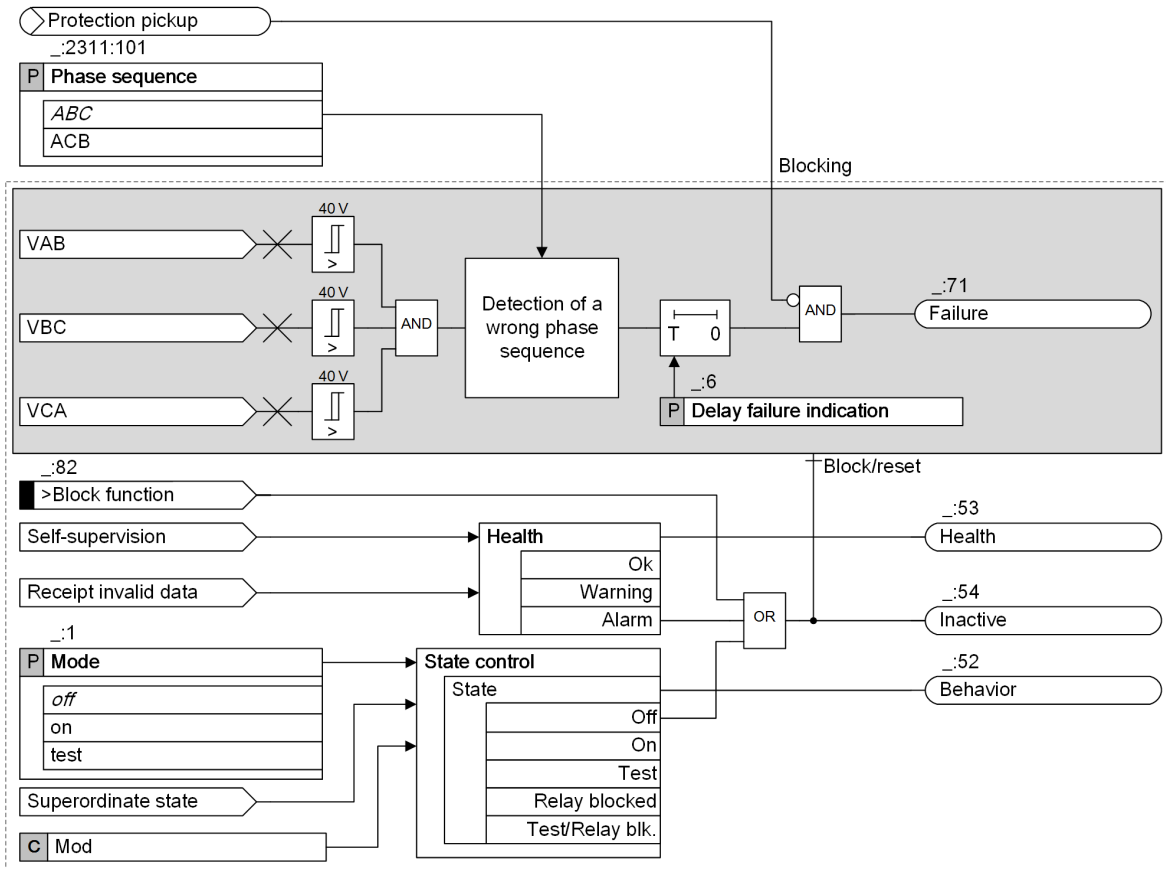 Protection pickup
_:2311:101
P Phase sequence
ABC
ACB
Blocking
40 V
VAB
>
40 V
VBC
>
40 V
VCA
>
AND
Detection of a
wrong phase
sequence
T 0
_:6
P Delay failure indication
AND
_:71
Failure
Block/reset
_:82
>Block function
Self-supervision
Receipt invalid data
Health
Ok
Warning
Alarm
OR
_:53
Health
_:54
Inactive
_:52
Behavior
_:1
P Mode
off
on
test
Superordinate state
C Mod
State control
State
Off
On
Test
Relay blocked
Test/Relay blk.